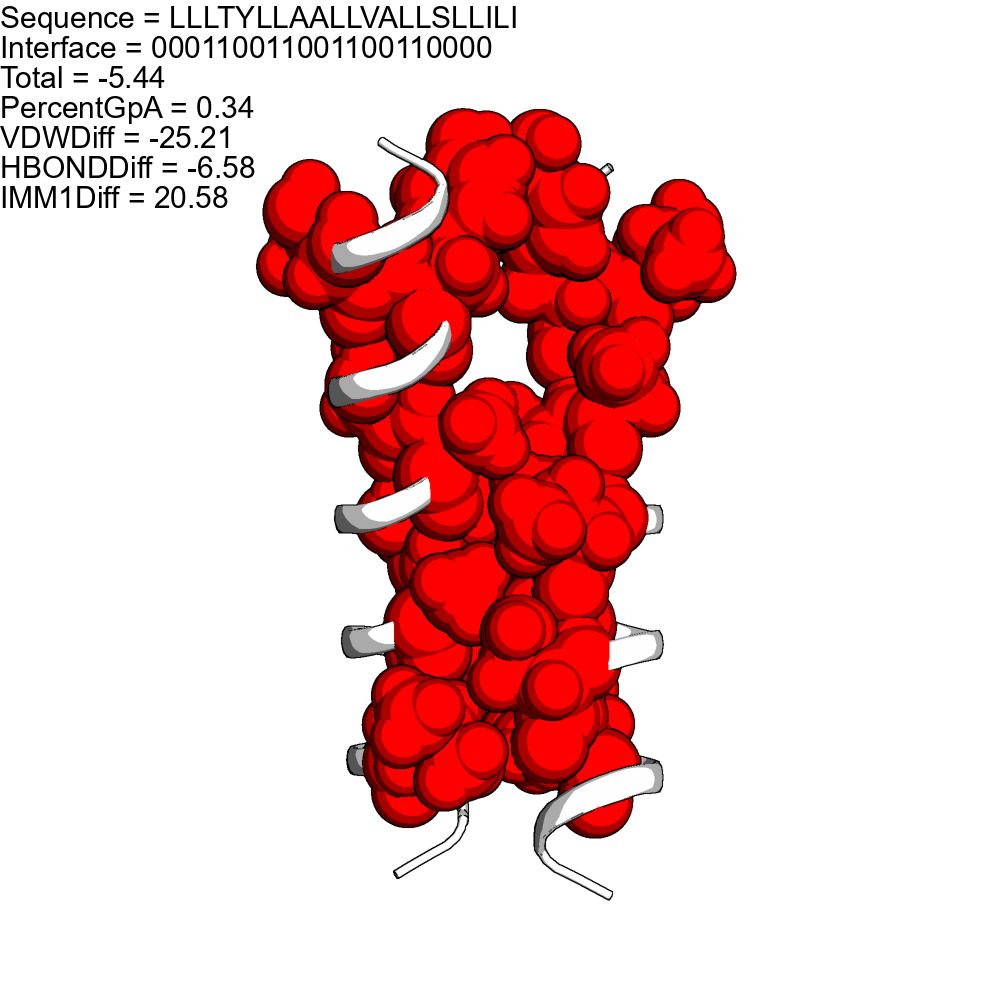 Sequence = LLLTYLLAALLVALLSLLILI
Interface = 000110011001100110000
Total = -5.44
PercentGpA = 0.34
VDWDiff = -25.21
HBONDDiff = -6.58
IMM1Diff = 20.58